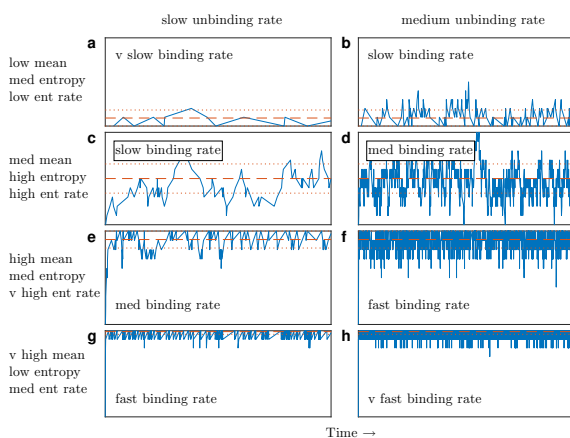 slow unbinding rate
medium unbinding rate
a
b
low mean
med entropy
low ent rate
v slow binding rate
slow binding rate
c
d
med mean
high entropy
high ent rate
slow binding rate
med binding rate
e
f
high mean
med entropy
v high ent rate
med binding rate
fast binding rate
g
h
v high mean
low entropy
med ent rate
fast binding rate
v fast binding rate
Time →